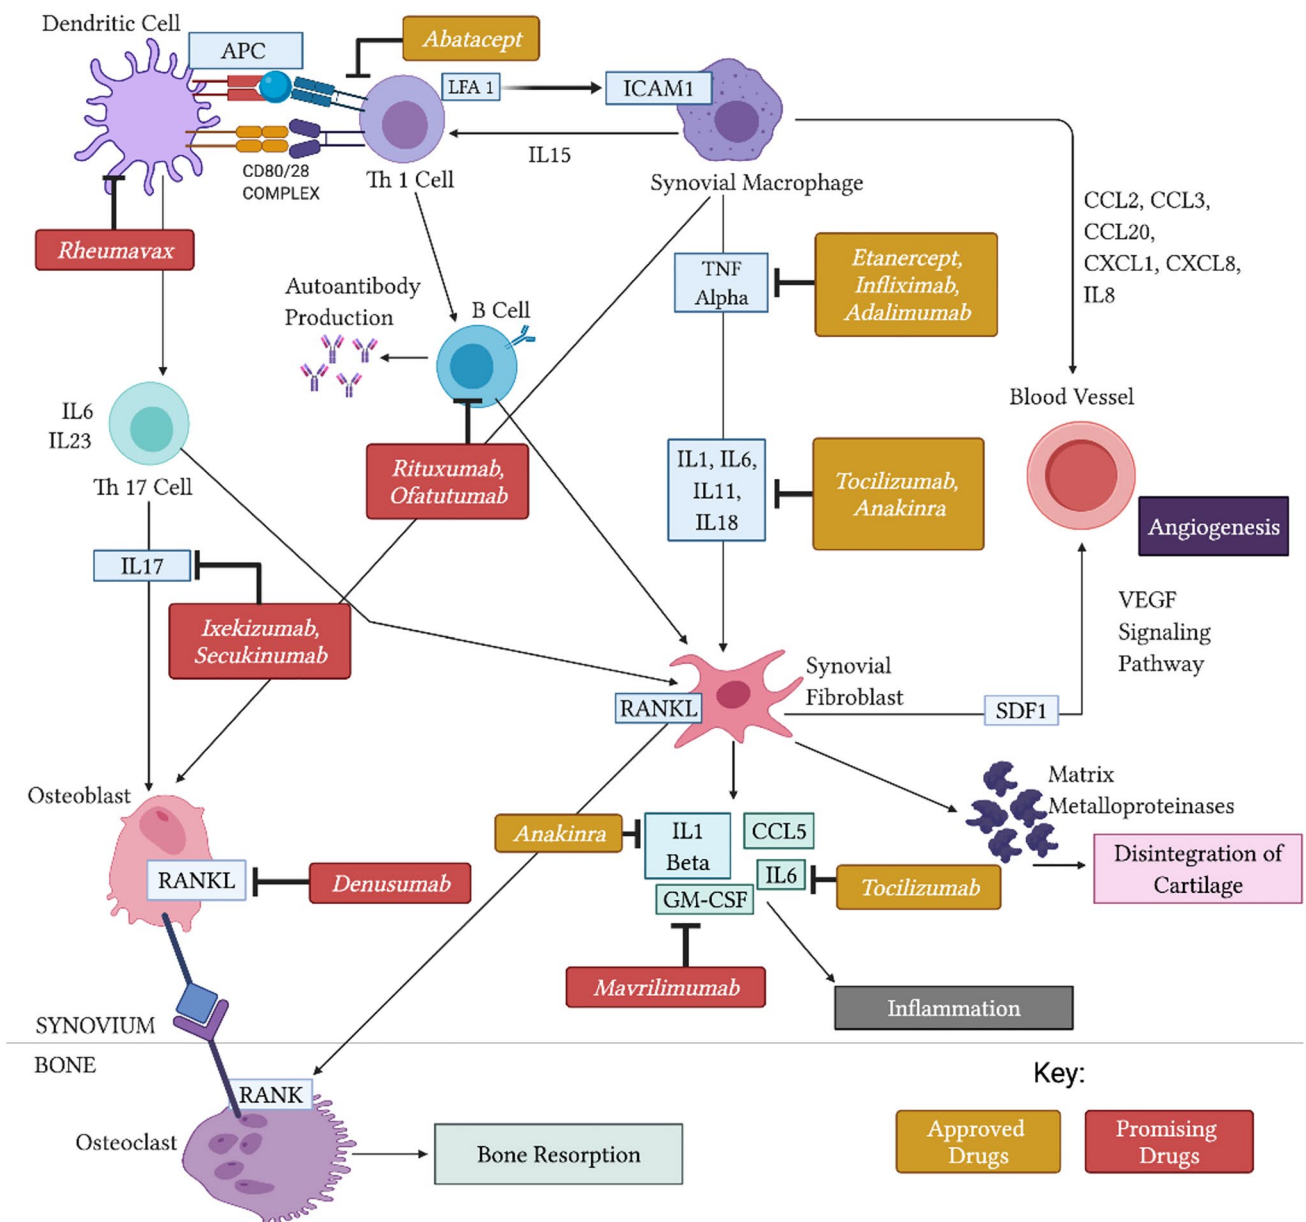 Dendritic Cell
APC
Abatacept
LFA 1
ICAM1
IL15
CD80/28
COMPLEX
Th 1 Cell
Synovial Macrophage
Rheumavax
CCL2, CCL3,
CCL20,
CXCL1, CXCL8,
IL8
TNF
Alpha
Etanercept,
Infliximab,
Adalimumab
Autoantibody
Production
B Cell
Blood Vessel
IL6
IL23
Th 17 Cell
Rituxumab,
Ofatutumab
IL1, IL6,
IL11,
IL18
Tocilizumab,
Anakinra
Angiogenesis
IL17
Ixekizumab,
Secukinumab
VEGF
Signaling
Pathway
Synovial
Fibroblast
RANKL
SDF1
Osteoblast
Matrix
Metalloproteinases
Anakinra
IL1
Beta
CCL5
IL6
GM-CSF
Tocilizumab
Disintegration of
Cartilage
RANKL
Denusumab
Mavrilimumab
Inflammation
SYNOVIUM
BONE
RANK
Osteoclast
Bone Resorption
Key:
Approved
Drugs
Promising
Drugs